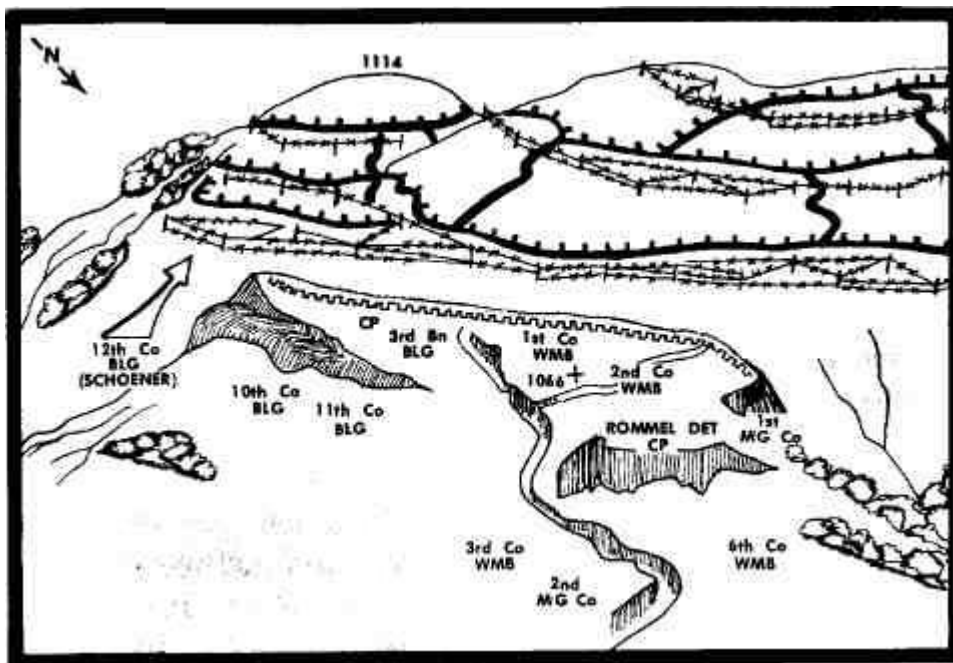 N
1114
12th Co
BLG
(SCHOENER)
10th Co
BLG
11th Co
BLG
CP
3rd Bn
BLG
1st Co
WMB
1066
2nd Co
WMB
1st
MG Co
ROMMEL DET
CP
3rd Co
WMB
2nd
MG Co
6th Co
WMB